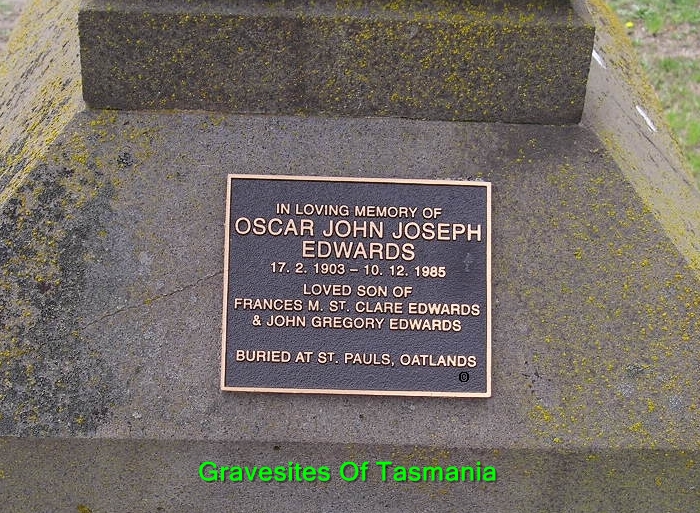 IN LOVING MEMORY OF
OSCAR JOHN JOSEPH
EDWARDS
17. 2. 1903 – 10. 12. 1985
LOVED SON OF
FRANCES M. ST. CLARE EDWARDS
& JOHN GREGORY EDWARDS
BURIED AT ST. PAULS, OATLANDS
Gravesites Of Tasmania